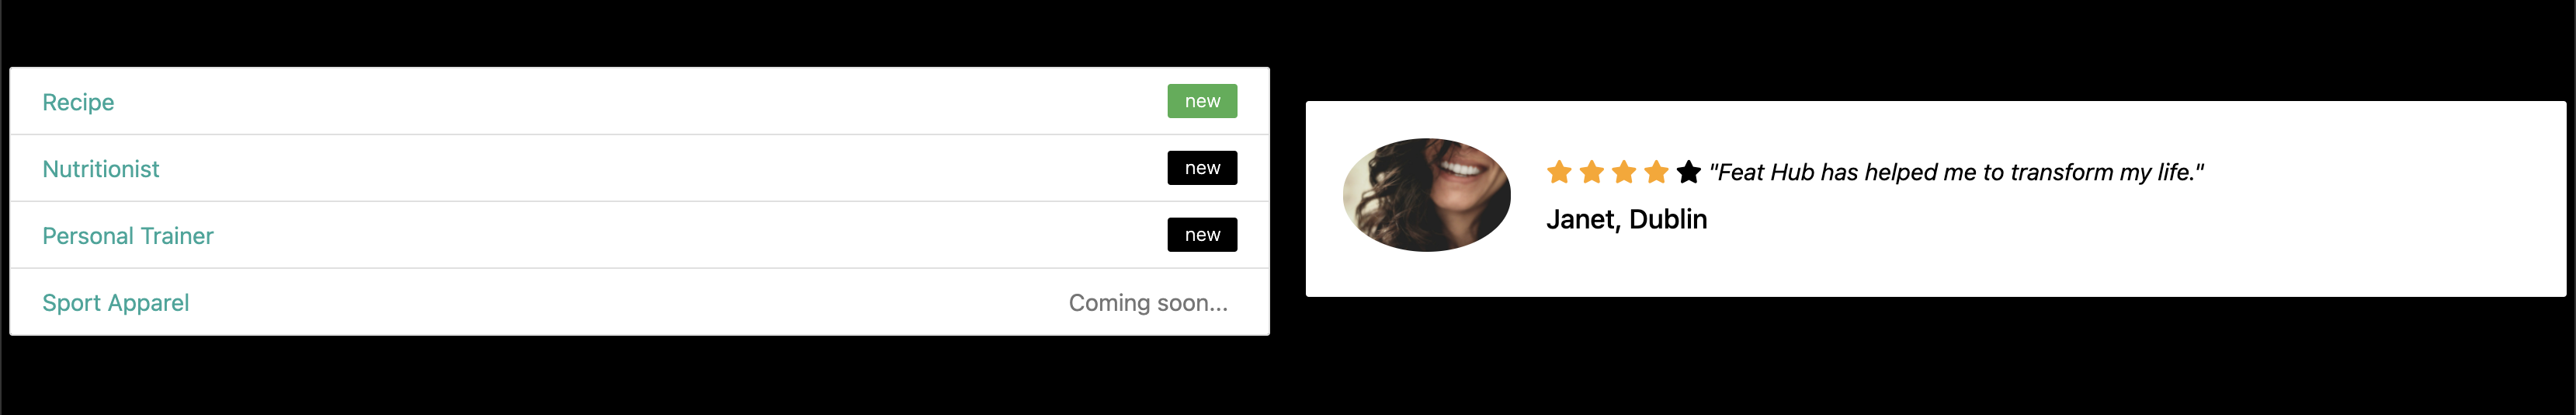 Recipe new
Nutritionist new
Personal Trainer new
Sport Apparel Coming soon...
"Feat Hub has helped me to transform my life."
Janet, Dublin